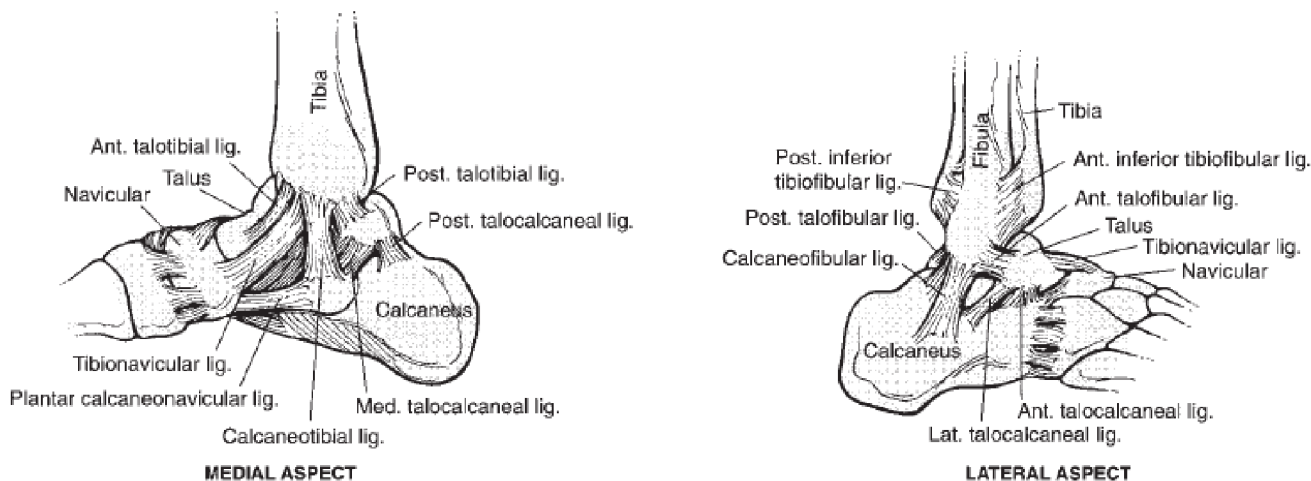 Tibia
Ant. talotibial lig.
Talus
Navicular
Post. talotibial lig.
Post. talocalcaneal lig.
Calcaneus
Tibionavicular lig.
Plantar calcaneonavicular lig.
Med. talocalcaneal lig.
Calcaneotibial lig.
MEDIAL ASPECT
Fibula
Tibia
Post. inferior
tibiofibular lig.
Ant. inferior tibiofibular lig.
Post. talofibular lig.
Ant. talofibular lig.
Talus
Calcaneofibular lig.
Tibionavicular lig.
Navicular
Calcaneus
Ant. talocalcaneal lig.
Lat. talocalcaneal lig.
LATERAL ASPECT